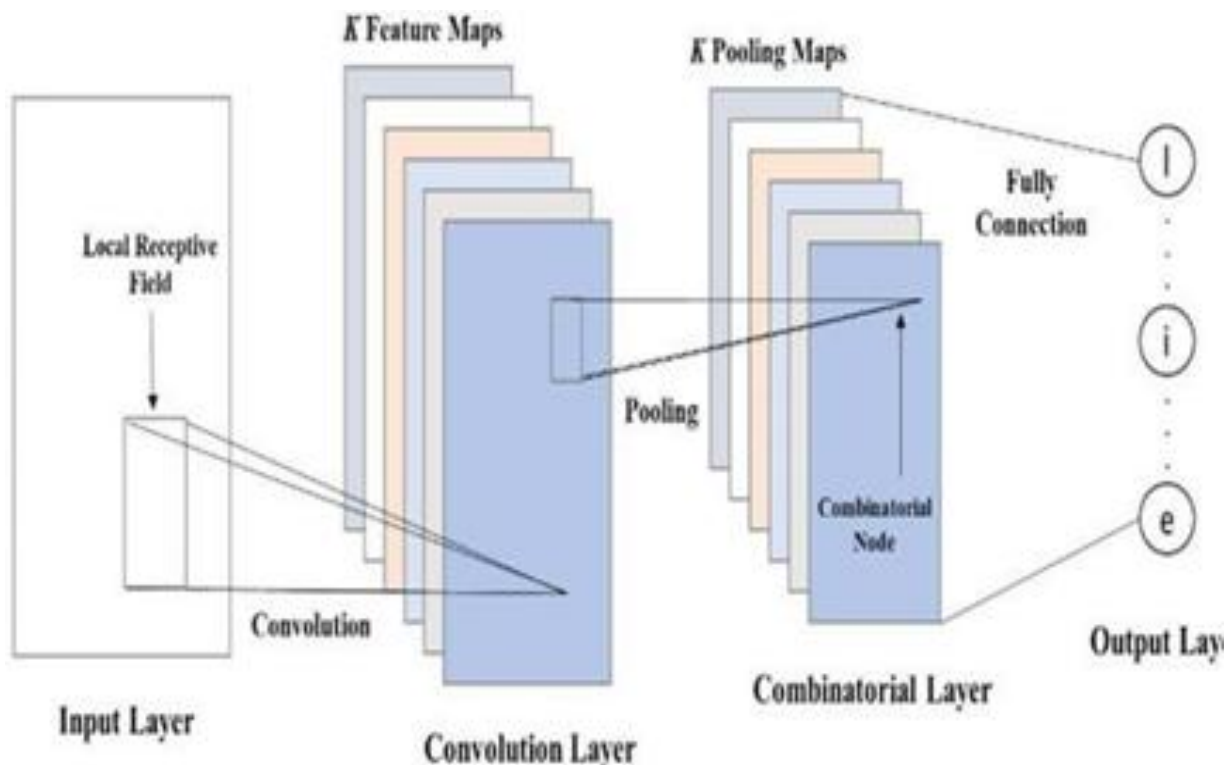 K Feature Maps
K Pooling Maps
Local Receptive
Field
Fully
Connection
l
i
e
Pooling
Convolution
Combinatorial
Node
Input Layer
Convolution Layer
Combinatorial Layer
Output Laye